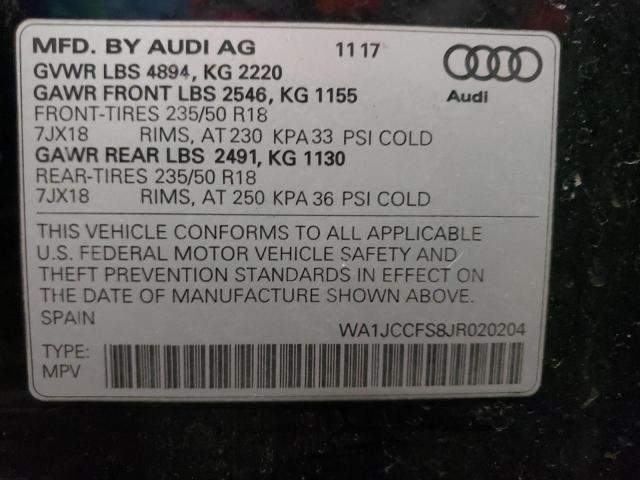 MFD. BY AUDI AG 11 17
GVWR LBS 4894, KG 2220
GAWR FRONT LBS 2546, KG 1155
Audi
FRONT-TIRES 235/50 R18
7JX18 RIMS, AT 230 KPA 33 PSI COLD
GAWR REAR LBS 2491, KG 1130
REAR-TIRES 235/50 R18
7JX18 RIMS, AT 250 KPA 36 PSI COLD
THIS VEHICLE CONFORMS TO ALL APPLICABLE
U.S. FEDERAL MOTOR VEHICLE SAFETY AND
THEFT PREVENTION STANDARDS IN EFFECT ON
THE DATE OF MANUFACTURE SHOWN ABOVE.
SPAIN WA1JCCFS8JR020204
TYPE:
MPV